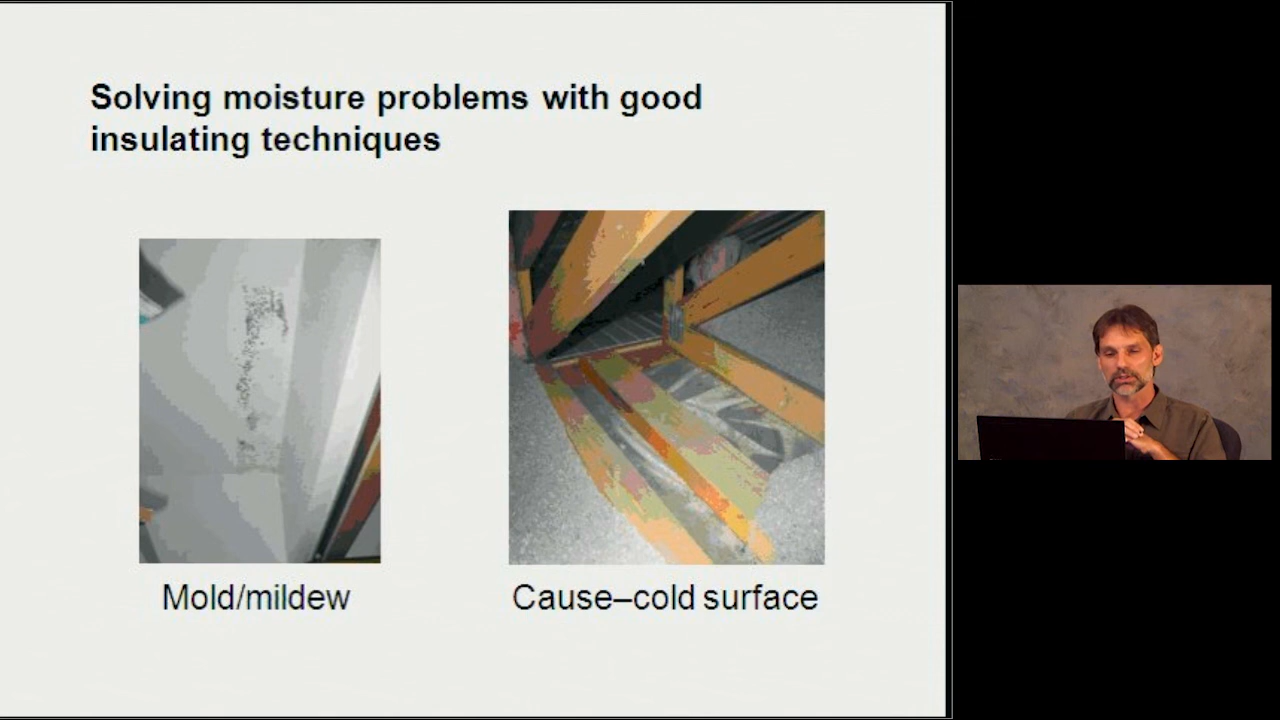 Solving moisture problems with good
insulating techniques
Mold/mildew
Cause–cold surface